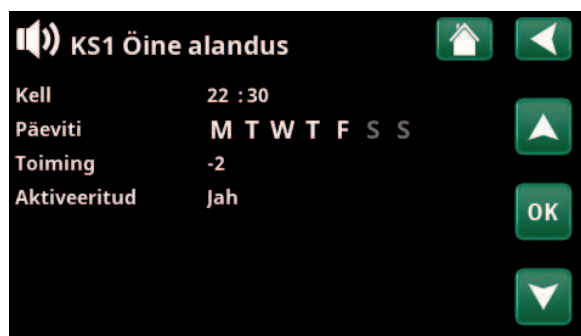 KS1 Öine alandus
Kell 22 :30
Päeviti M T W T F S S
Toiming -2
Aktiveeritud Jah
OK